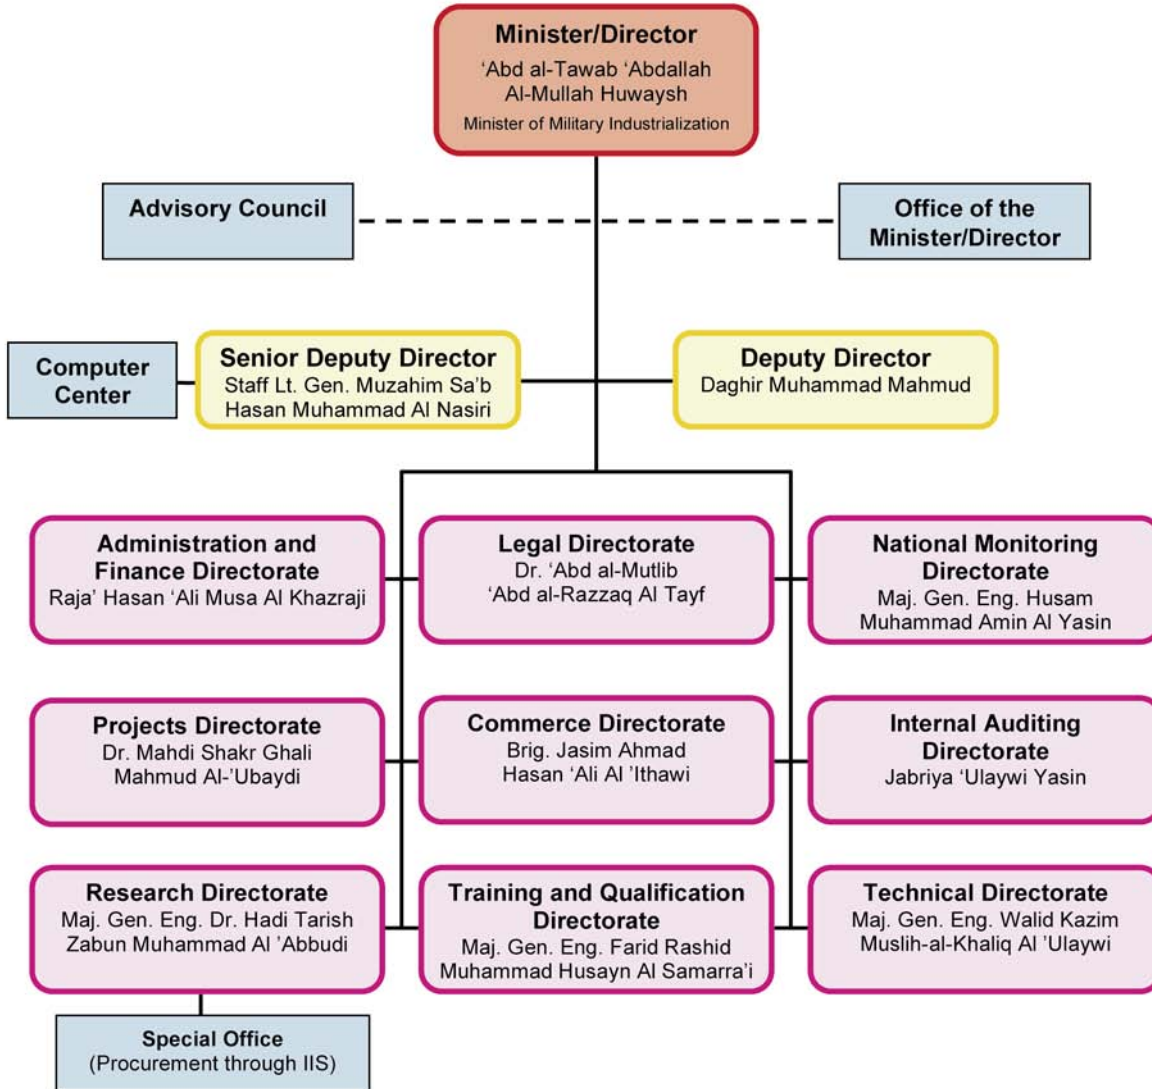 Minister/Director
‘Abd al-Tawab ‘Abdallah
Al-Mullah Huwaysh
Minister of Military Industrialization
Advisory Council
Office of the
Minister/Director
Computer
Center
Senior Deputy Director
Staff Lt. Gen. Muzahim Sa’b
Hasan Muhammad Al Nasiri
Deputy Director
Daghir Muhammad Mahmud
Administration and
Finance Directorate
Raja’ Hasan ‘Ali Musa Al Khazraji
Legal Directorate
Dr. ‘Abd al-Mutlib
‘Abd al-Razzaq Al Tayf
National Monitoring
Directorate
Maj. Gen. Eng. Husam
Muhammad Amin Al Yasin
Projects Directorate
Dr. Mahdi Shakr Ghali
Mahmud Al-’Ubaydi
Commerce Directorate
Brig. Jasim Ahmad
Hasan ‘Ali Al ’Ithawi
Internal Auditing
Directorate
Jabriya ‘Ulaywi Yasin
Research Directorate
Maj. Gen. Eng. Dr. Hadi Tarish
Zabun Muhammad Al ’Abbudi
Training and Qualification
Directorate
Maj. Gen. Eng. Farid Rashid
Muhammad Husayn Al Samarra’i
Technical Directorate
Maj. Gen. Eng. Walid Kazim
Muslih-al-Khaliq Al ’Ulaywi
Special Office
(Procurement through IIS)